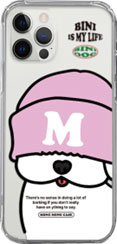 BINI
IS MY LIFE
BINI
M
There's no sense in doing a lot of
barking if you don't really
have anything to say.